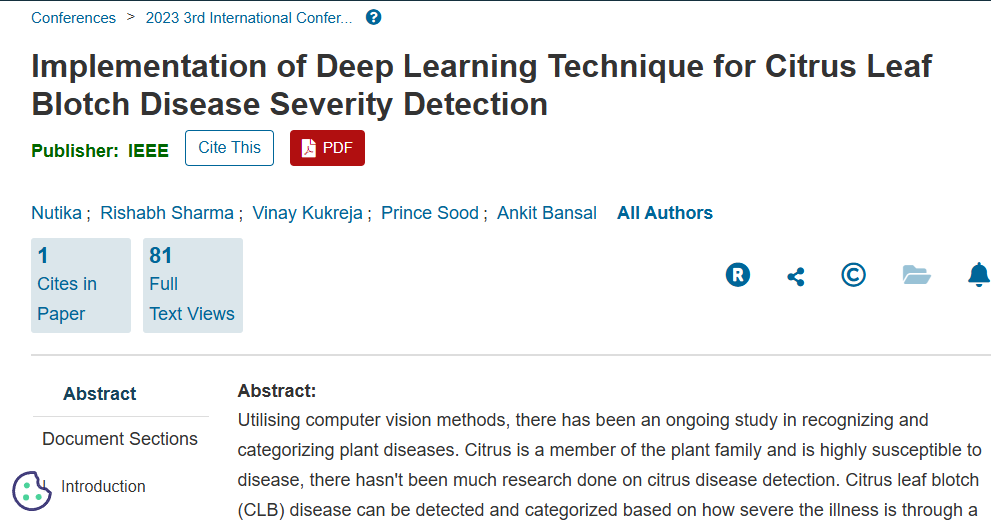 Conferences > 2023 3rd International Confer... ?
Implementation of Deep Learning Technique for Citrus Leaf
Blotch Disease Severity Detection
Publisher: IEEE Cite This PDF
Nutika ; Rishabh Sharma ; Vinay Kukreja ; Prince Sood ; Ankit Bansal All Authors
1
Cites in
Paper
81
Full
Text Views
R ©
Abstract
Document Sections
I. Introduction
Abstract:
Utilising computer vision methods, there has been an ongoing study in recognizing and
categorizing plant diseases. Citrus is a member of the plant family and is highly susceptible to
disease, there hasn't been much research done on citrus disease detection. Citrus leaf blotch
(CLB) disease can be detected and categorized based on how severe the illness is through a